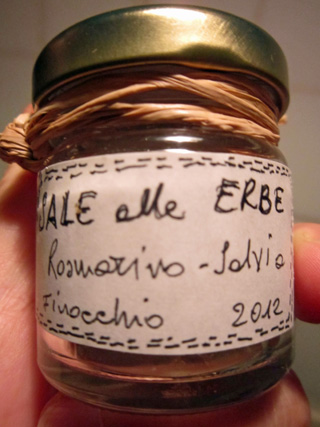 SALE alle ERBE
Rosmarino - Salvia
Finocchio 2012